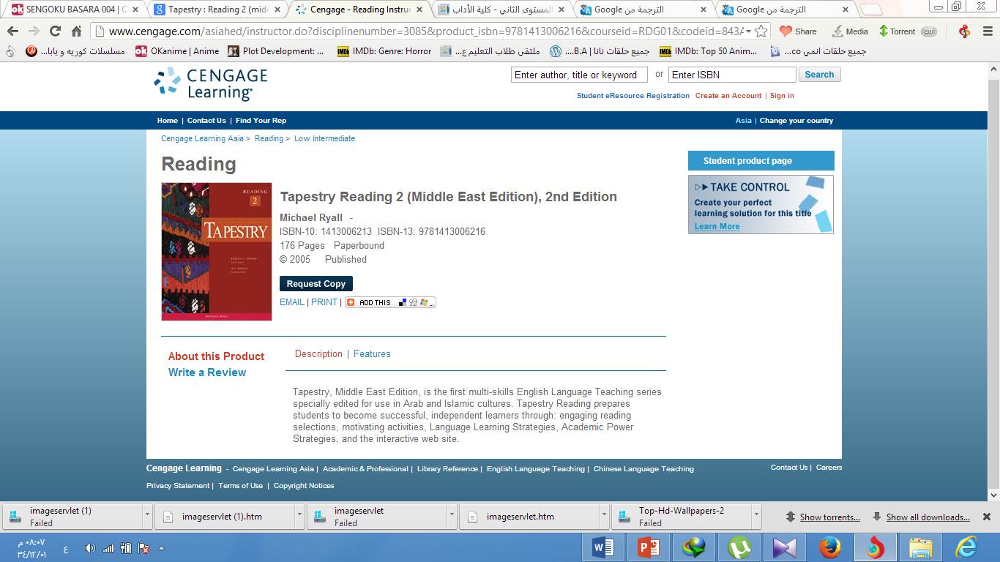 SENGOKU BASARA 004 | O
Tapestry : Reading 2 (mid
Cengage - Reading Instruc
المستوى الثاني - كلية الأداب
الترجمة من Google
الترجمة من Google
www.cengage.com/asiahed/instructor.do?disciplinenumber=3085&product_isbn=9781413006216&courseid=RDG01&codeid=843A
Share
Media
Torrent Off
مسلسلات كوريه و يابا...
OKanime | Anime
Plot Development: ...
IMDb: Genre: Horror
ملتقى طلاب التعليم ع...
جميع حلقات نانا | B.A...
IMDb: Top 50 Anim...
جميع حلقات انمي co...
CENGAGE
Learning®
Enter author, title or keyword or Enter ISBN Search
Student eResource Registration Create an Account | Sign in
Home | Contact Us | Find Your Rep
Asia | Change your country
Cengage Learning Asia > Reading > Low Intermediate
Reading
Student product page
TAKE CONTROL
Create your perfect
learning solution for this title
Learn More
READING
2
TAPESTRY
MICHAEL RYALL
Tapestry Reading 2 (Middle East Edition), 2nd Edition
Michael Ryall -
ISBN-10: 1413006213 ISBN-13: 9781413006216
176 Pages Paperbound
© 2005 Published
Request Copy
EMAIL | PRINT | ADD THIS ...
About this Product
Write a Review
Description | Features
Tapestry, Middle East Edition, is the first multi-skills English Language Teaching series
specially edited for use in Arab and Islamic cultures. Tapestry Reading prepares
students to become successful, independent learners through: engaging reading
selections, motivating activities, Language Learning Strategies, Academic Power
Strategies, and the interactive web site.
Cengage Learning - Cengage Learning Asia | Academic & Professional | Library Reference | English Language Teaching | Chinese Language Teaching
Contact Us | Careers
Privacy Statement | Terms of Use | Copyright Notices
imageservlet (1)
Failed
imageservlet (1).htm
imageservlet
Failed
imageservlet.htm
Top-Hd-Wallpapers-2
Failed
Show torrents...
Show all downloads...
٠٨:٠٧ م
٣٤/١٢/٠١
ع